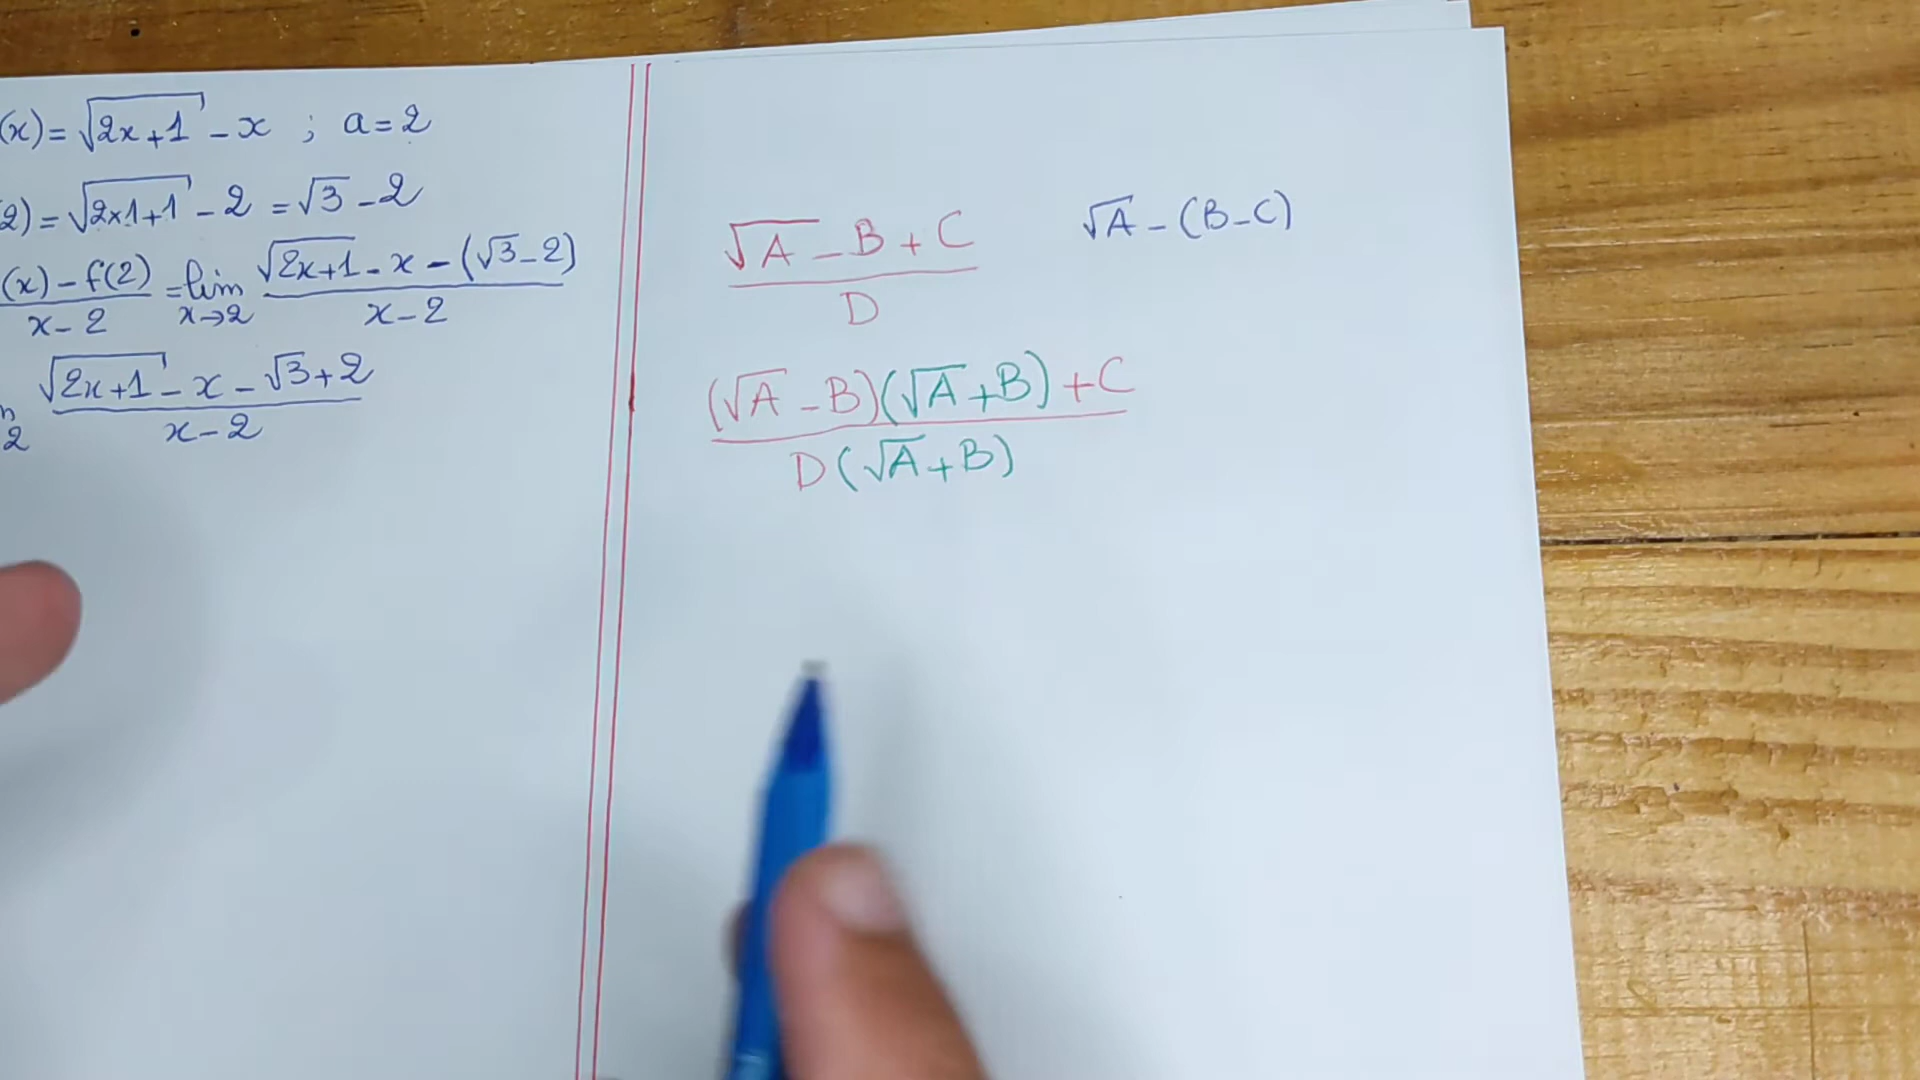 (x)=√2x+1 - x ; a=2
2)=√2×1+1 - 2 =√3 - 2
(x) - f(2) / x - 2 = lim x→2 √2x+1 - x - (√3 - 2) / x - 2
2 √2x+1 - x - √3 + 2 / x - 2
√A - B + C / D
√A - (B - C)
(√A - B)(√A + B) + C / D(√A + B)